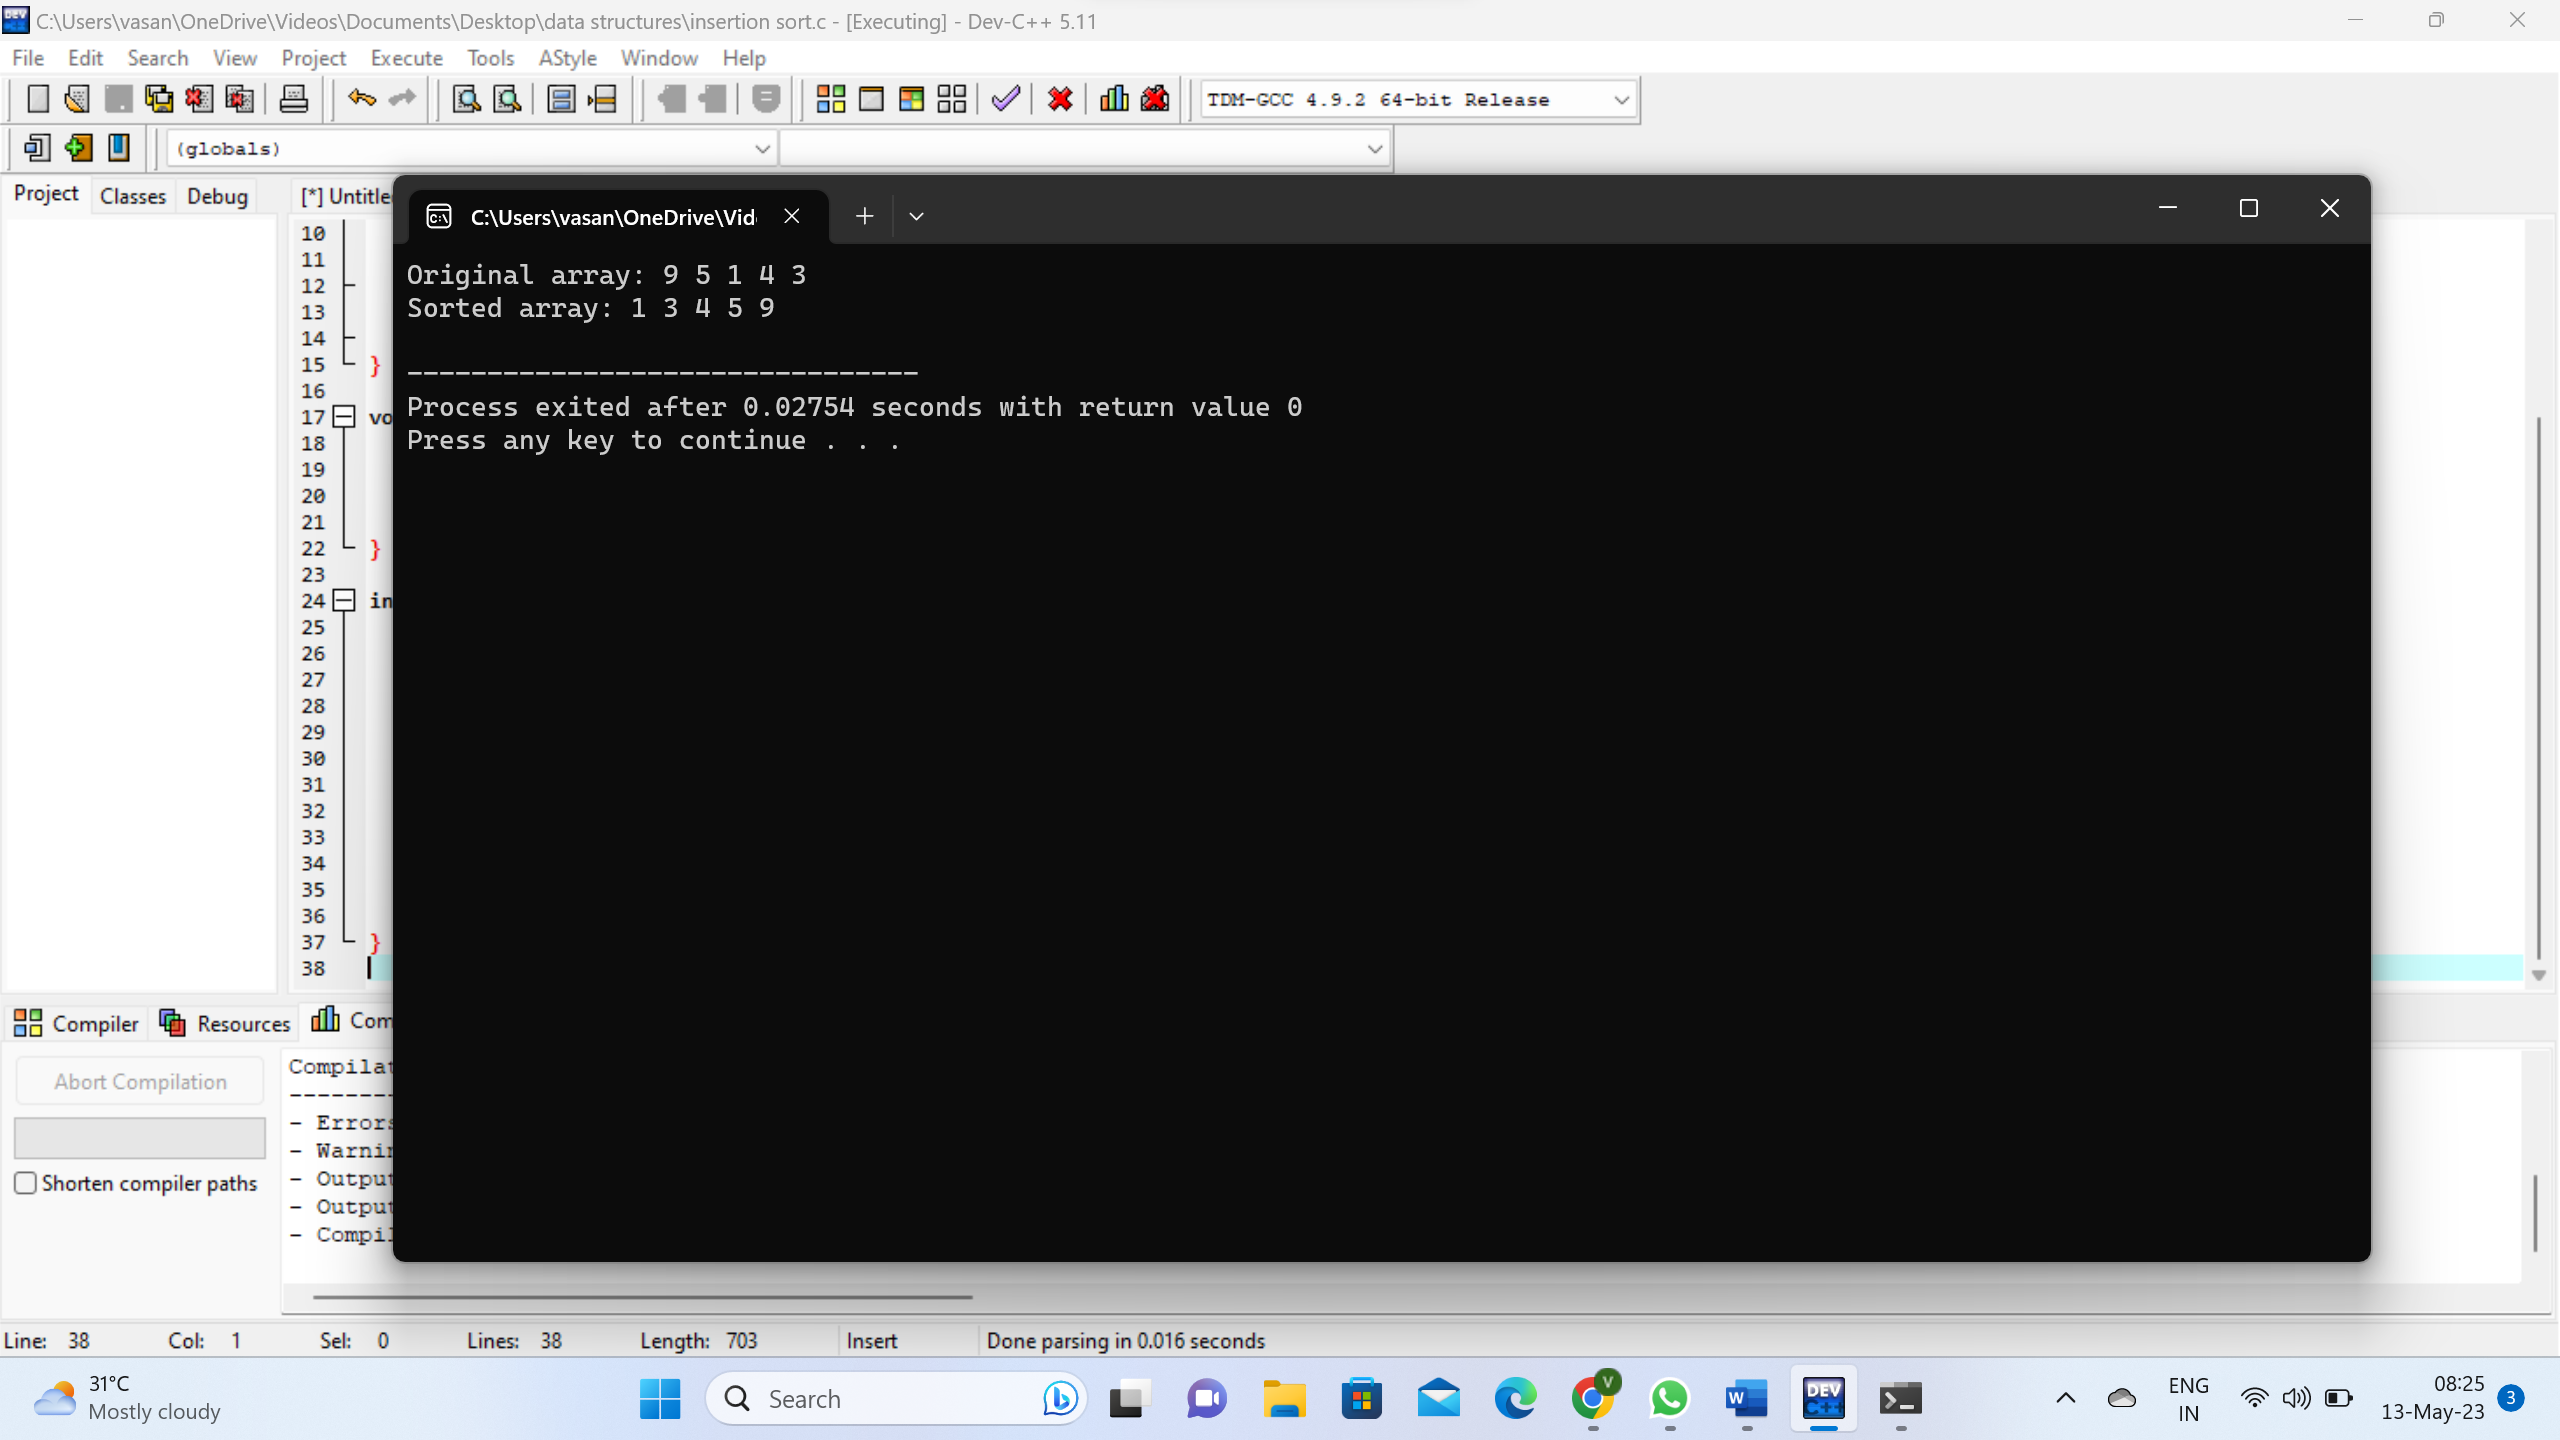 C:\Users\vasan\OneDrive\Videos\Documents\Desktop\data structures\insertion sort.c - [Executing] - Dev-C++ 5.11
File Edit Search View Project Execute Tools AStyle Window Help
TDM-GCC 4.9.2 64-bit Release
(globals)
Project Classes Debug
[*] Untitle
C:\Users\vasan\OneDrive\Vid
Original array: 9 5 1 4 3
Sorted array: 1 3 4 5 9
--------------------------------
Process exited after 0.02754 seconds with return value 0
Press any key to continue . . .
10
11
12
13
14
15 }
16
17 vo
18
19
20
21
22 }
23
24 in
25
26
27
28
29
30
31
32
33
34
35
36
37 }
38
Compiler Resources Com
Abort Compilation
Shorten compiler paths
Compilat
--------
- Errors
- Warnin
- Output
- Output
- Compil
Line: 38 Col: 1 Sel: 0 Lines: 38 Length: 703 Insert Done parsing in 0.016 seconds
31°C
Mostly cloudy
Search
V
W
DEV
C++
ENG
IN
08:25
13-May-23
3